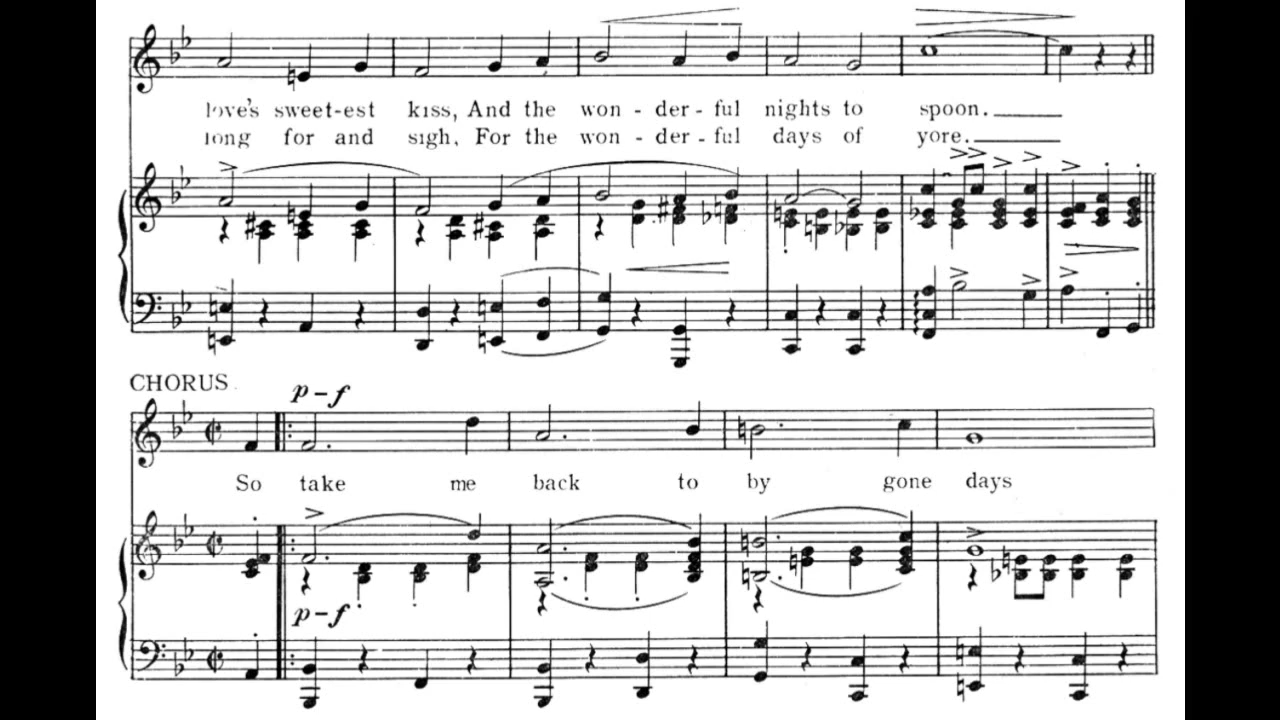 love's sweet-est kiss, And the won - der - ful nights to spoon.
long for and sigh, For the won - der - ful days of yore.
CHORUS
p - f
So take me back to by gone days
p - f